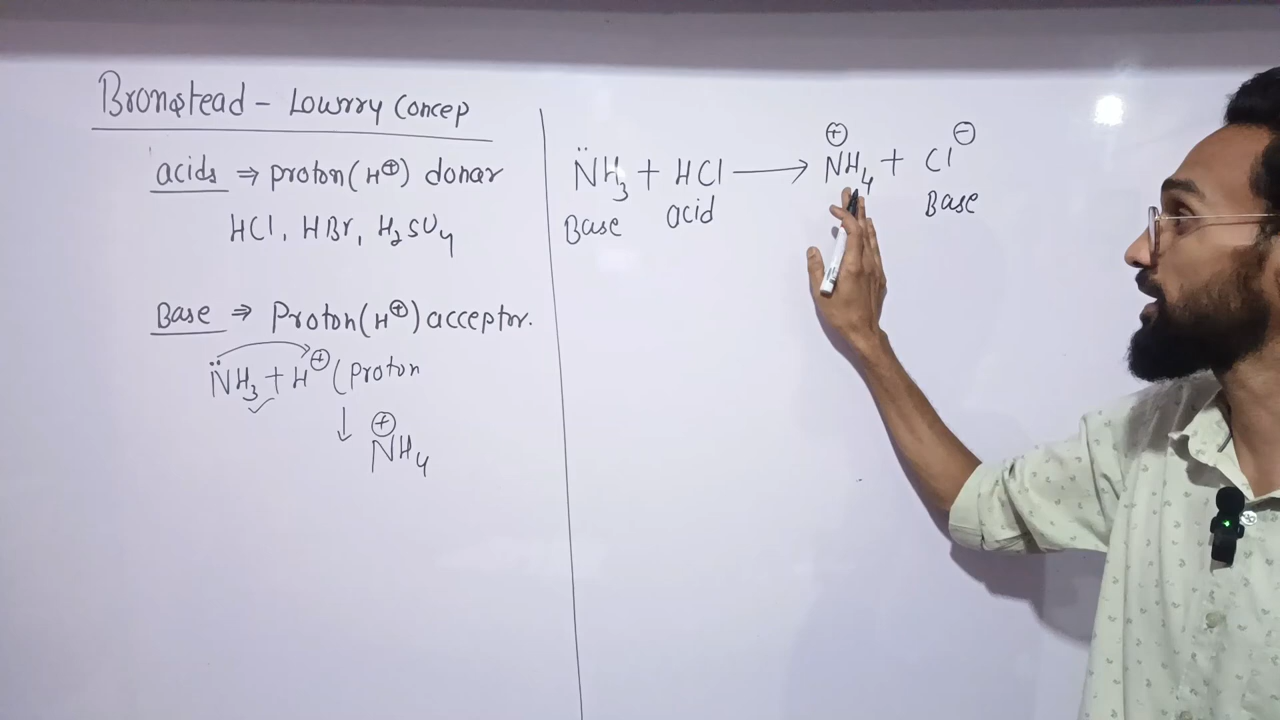 Bronstead - Lowrry Concep
acids ⇒ proton(H⊕) donar
HCl, HBr, H₂SO₄
Base ⇒ Proton(H⊕) acceptor.
N̈H₃ + H⊕ (proton
↓ ⊕
NH₄
N̈H₃ + HCl ⟶ ⊕NH₄ + Cl⊖
Base acid Base